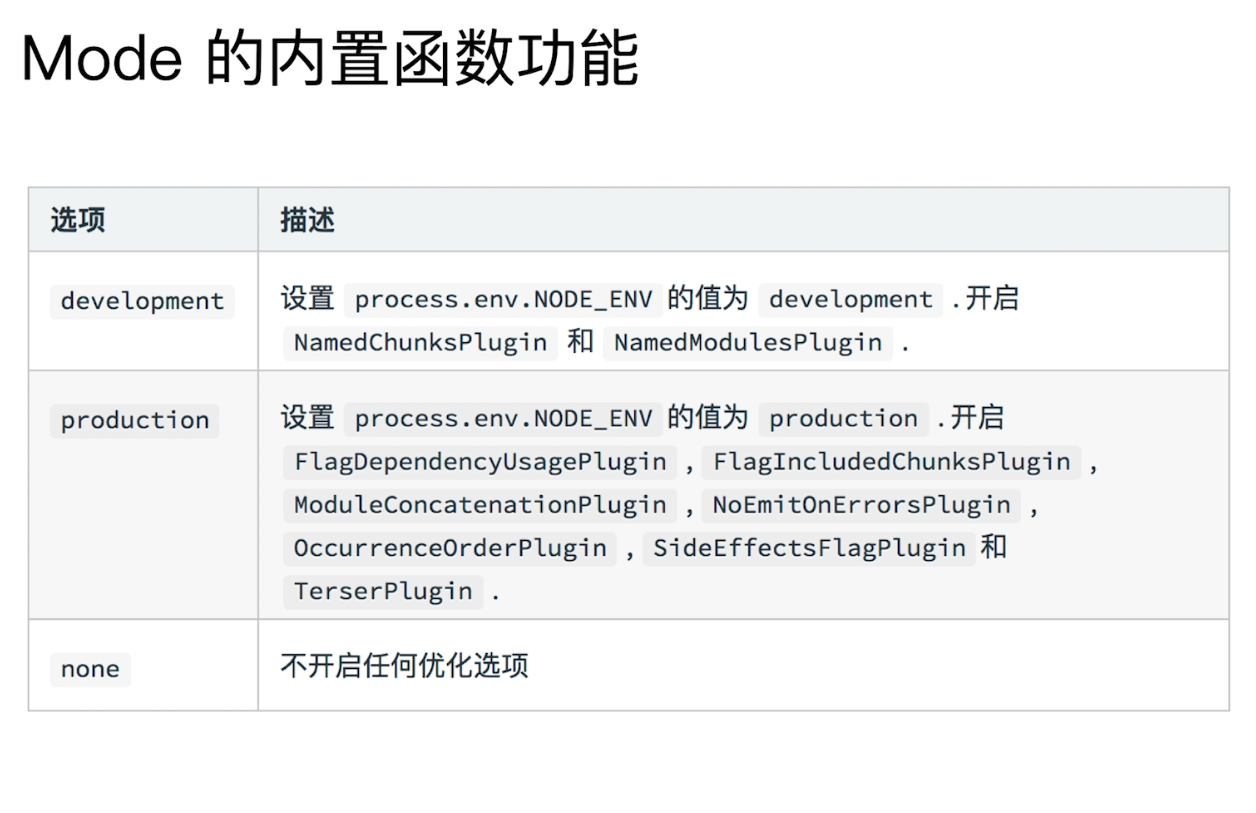 Mode 的内置函数功能
选项 描述
development 设置 process.env.NODE_ENV 的值为 development . 开启
NamedChunksPlugin 和 NamedModulesPlugin .
production 设置 process.env.NODE_ENV 的值为 production . 开启
FlagDependencyUsagePlugin , FlagIncludedChunksPlugin ,
ModuleConcatenationPlugin , NoEmitOnErrorsPlugin ,
OccurrenceOrderPlugin , SideEffectsFlagPlugin 和
TerserPlugin .
none 不开启任何优化选项